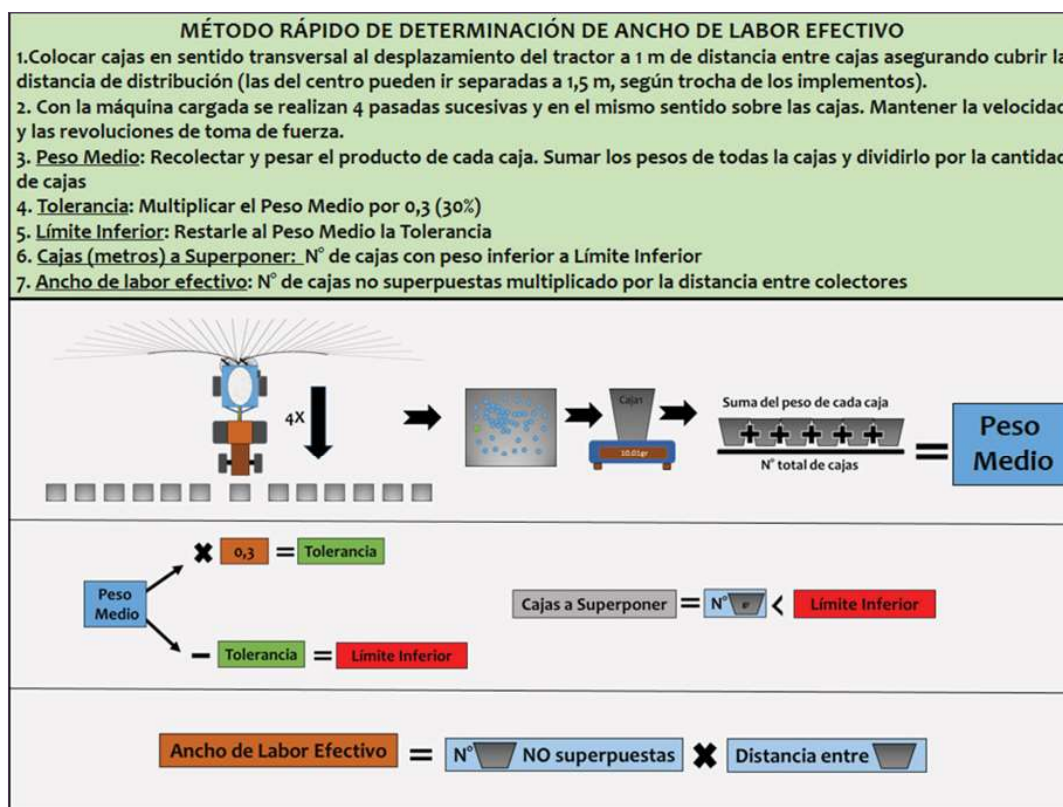 MÉTODO RÁPIDO DE DETERMINACIÓN DE ANCHO DE LABOR EFECTIVO
1.Colocar cajas en sentido transversal al desplazamiento del tractor a 1 m de distancia entre cajas asegurando cubrir la
distancia de distribución (las del centro pueden ir separadas a 1,5 m, según trocha de los implementos).
2. Con la máquina cargada se realizan 4 pasadas sucesivas y en el mismo sentido sobre las cajas. Mantener la velocidad
y las revoluciones de toma de fuerza.
3. Peso Medio: Recolectar y pesar el producto de cada caja. Sumar los pesos de todas la cajas y dividirlo por la cantidad
de cajas
4. Tolerancia: Multiplicar el Peso Medio por 0,3 (30%)
5. Límite Inferior: Restarle al Peso Medio la Tolerancia
6. Cajas (metros) a Superponer: N° de cajas con peso inferior a Límite Inferior
7. Ancho de labor efectivo: N° de cajas no superpuestas multiplicado por la distancia entre colectores
4X
Cajas
10.01gr
Suma del peso de cada caja
+ + + + +
N° total de cajas
=
Peso
Medio
Peso
Medio
× 0,3 = Tolerancia
− Tolerancia = Límite Inferior
Cajas a Superponer = N° < Límite Inferior
Ancho de Labor Efectivo = N° NO superpuestas × Distancia entre